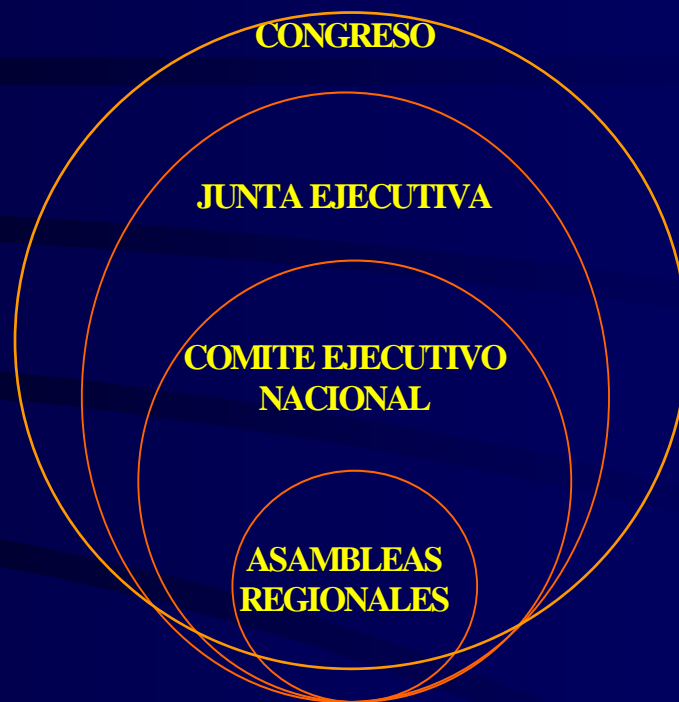 CONGRESO
JUNTA EJECUTIVA
COMITE EJECUTIVO
NACIONAL
ASAMBLEAS
REGIONALES